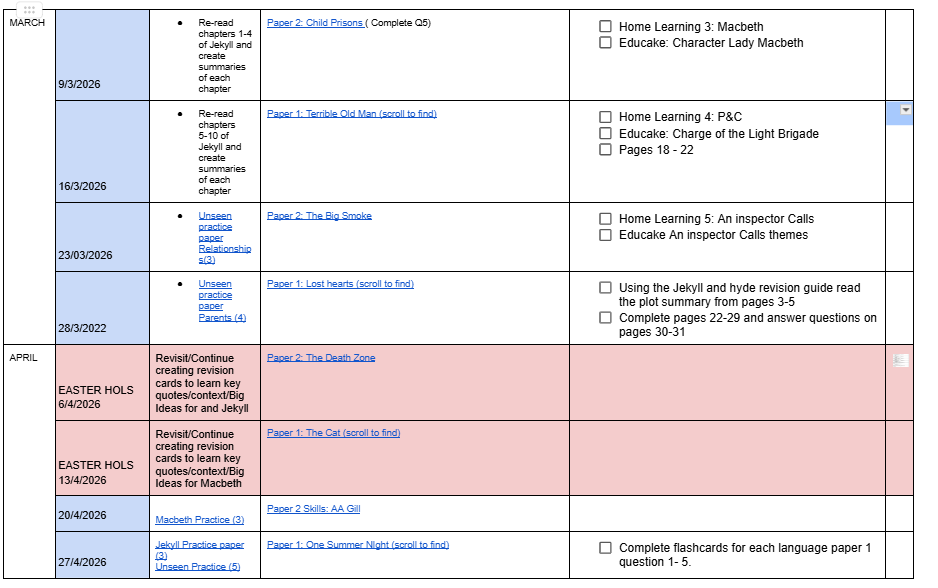 MARCH
9/3/2026
Re-read
chapters 1-4
of Jekyll and
create
summaries
of each
chapter
Paper 2: Child Prisons ( Complete Q5)
Home Learning 3: Macbeth
Educake: Character Lady Macbeth
16/3/2026
Re-read
chapters
5-10 of
Jekyll and
create
summaries
of each
chapter
Paper 1: Terrible Old Man (scroll to find)
Home Learning 4: P&C
Educake: Charge of the Light Brigade
Pages 18 - 22
23/03/2026
Unseen
practice
paper
Relationship
s(3)
Paper 2: The Big Smoke
Home Learning 5: An inspector Calls
Educake An inspector Calls themes
28/3/2022
Unseen
practice
paper
Parents (4)
Paper 1: Lost hearts (scroll to find)
Using the Jekyll and hyde revision guide read
the plot summary from pages 3-5
Complete pages 22-29 and answer questions on
pages 30-31
APRIL
EASTER HOLS
6/4/2026
Revisit/Continue
creating revision
cards to learn key
quotes/context/Big
Ideas for and Jekyll
Paper 2: The Death Zone
EASTER HOLS
13/4/2026
Revisit/Continue
creating revision
cards to learn key
quotes/context/Big
Ideas for Macbeth
Paper 1: The Cat (scroll to find)
20/4/2026
Macbeth Practice (3)
Paper 2 Skills: AA Gill
27/4/2026
Jekyll Practice paper
(3)
Unseen Practice (5)
Paper 1: One Summer NIght (scroll to find)
Complete flashcards for each language paper 1
question 1- 5.